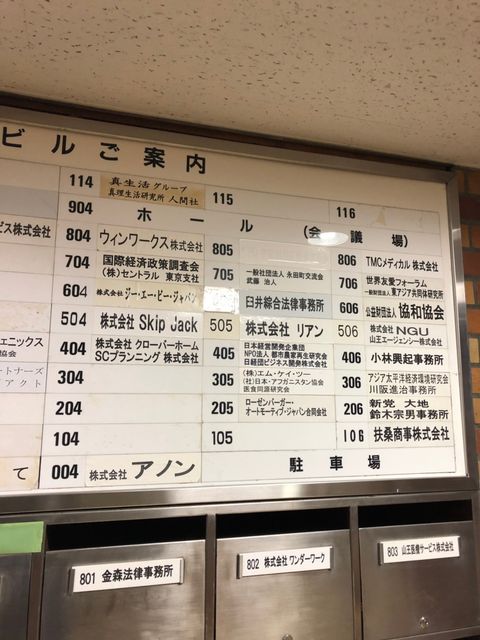 ビルご案内
114 真生活グループ
真理生活研究所 人間社
115
116
904 ホール (会議場)
ビス株式会社
804 ウィンワークス株式会社
805
806 TMCメディカル 株式会社
704 国際経済政策調査会
(株)セントラル 東京支社
705 一般社団法人 永田町交流会
武藤 治人
706 世界友愛フォーラム
一般財団法人 東アジア共同体研究所
604 株式会社 ジー・エー・ピー・ジャパン
臼井綜合法律事務所
606 公益財団法人 協和協会
504 株式会社 Skip Jack
505 株式会社 リアン
506 株式会社 NGU
山王エージェンシー 株式会社
ェニックス
協会
404 株式会社 クローバーホーム
SCプランニング 株式会社
405 日本経営開発企業団
NPO法人 都市農家再生研究会
日経団ビジネス開発株式会社
406 小林興起事務所
ートナーズ
アクト
304
305 (株)エム・ケイ・ツー
(社)日本・アフガニスタン協会
医食同源研究会
306 アジア太平洋経済環境研究会
川阪進治事務所
204
205 ローゼンバーガー・
オートモーティブ・ジャパン合同会社
206 新党 大地
鈴木宗男事務所
104
105
106 扶桑商事株式会社
て
004 株式会社 アノン
駐車場
801 金森法律事務所
802 株式会社 ワンダーワーク
803 山王医療サービス株式会社